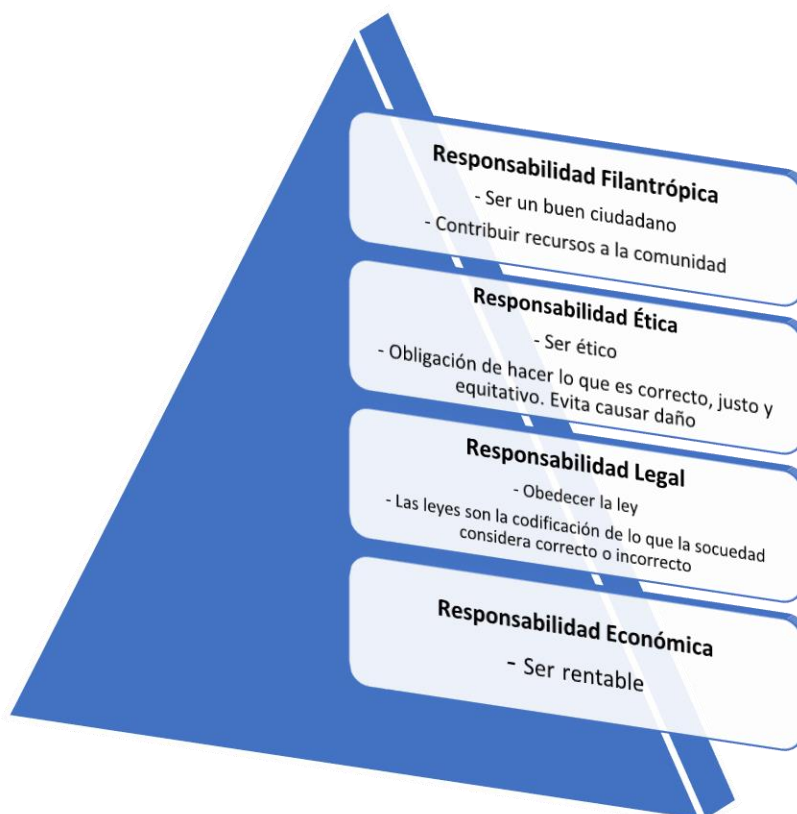 Responsabilidad Filantrópica
- Ser un buen ciudadano
- Contribuir recursos a la comunidad
Responsabilidad Ética
- Ser ético
- Obligación de hacer lo que es correcto, justo y
equitativo. Evita causar daño
Responsabilidad Legal
- Obedecer la ley
- Las leyes son la codificación de lo que la socuedad
considera correcto o incorrecto
Responsabilidad Económica
- Ser rentable